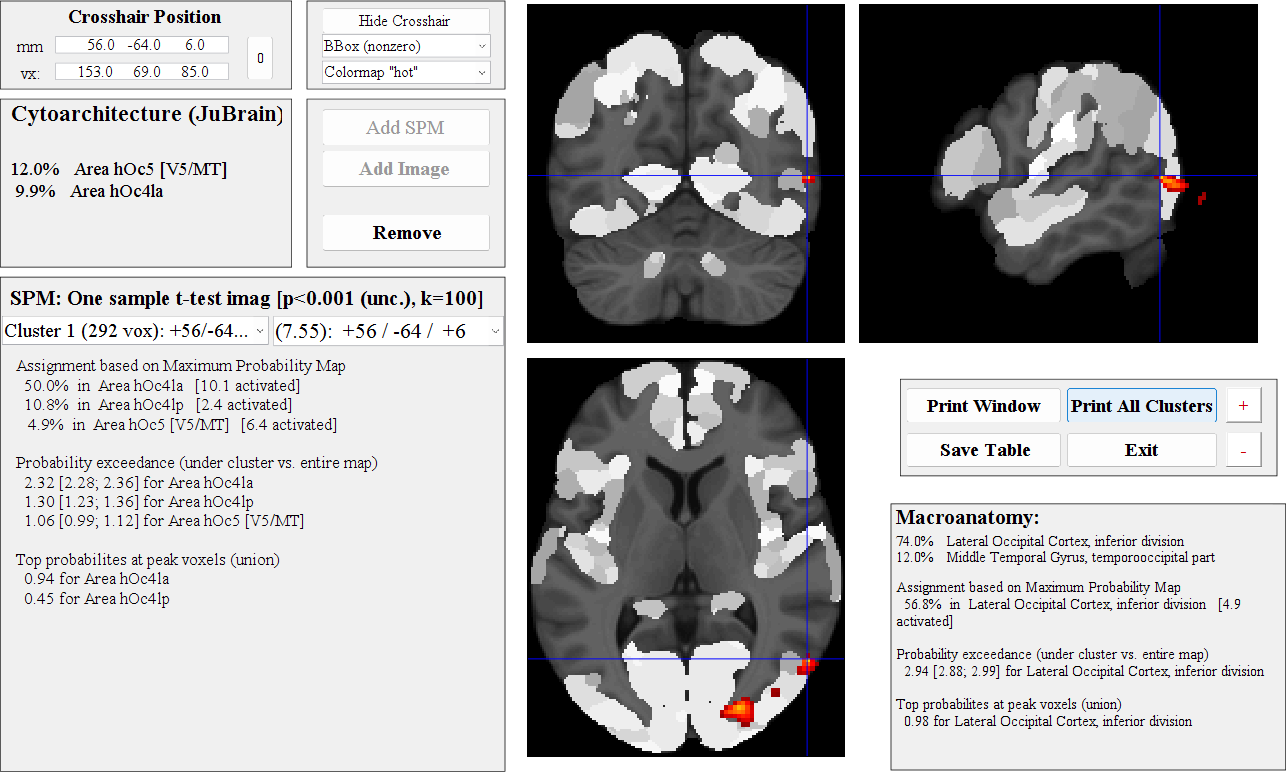 Crosshair Position
mm 56.0 -64.0 6.0
vx: 153.0 69.0 85.0
0
Hide Crosshair
BBox (nonzero)
Colormap "hot"
Cytoarchitecture (JuBrain)
12.0% Area hOc5 [V5/MT]
9.9% Area hOc4la
Add SPM
Add Image
Remove
SPM: One sample t-test imag [p<0.001 (unc.), k=100]
Cluster 1 (292 vox): +56/-64...
(7.55): +56 / -64 / +6
Assignment based on Maximum Probability Map
50.0% in Area hOc4la [10.1 activated]
10.8% in Area hOc4lp [2.4 activated]
4.9% in Area hOc5 [V5/MT] [6.4 activated]
Probability exceedance (under cluster vs. entire map)
2.32 [2.28; 2.36] for Area hOc4la
1.30 [1.23; 1.36] for Area hOc4lp
1.06 [0.99; 1.12] for Area hOc5 [V5/MT]
Top probabilites at peak voxels (union)
0.94 for Area hOc4la
0.45 for Area hOc4lp
Print Window
Print All Clusters
+
Save Table
Exit
-
Macroanatomy:
74.0% Lateral Occipital Cortex, inferior division
12.0% Middle Temporal Gyrus, temporooccipital part
Assignment based on Maximum Probability Map
56.8% in Lateral Occipital Cortex, inferior division [4.9
activated]
Probability exceedance (under cluster vs. entire map)
2.94 [2.88; 2.99] for Lateral Occipital Cortex, inferior division
Top probabilites at peak voxels (union)
0.98 for Lateral Occipital Cortex, inferior division